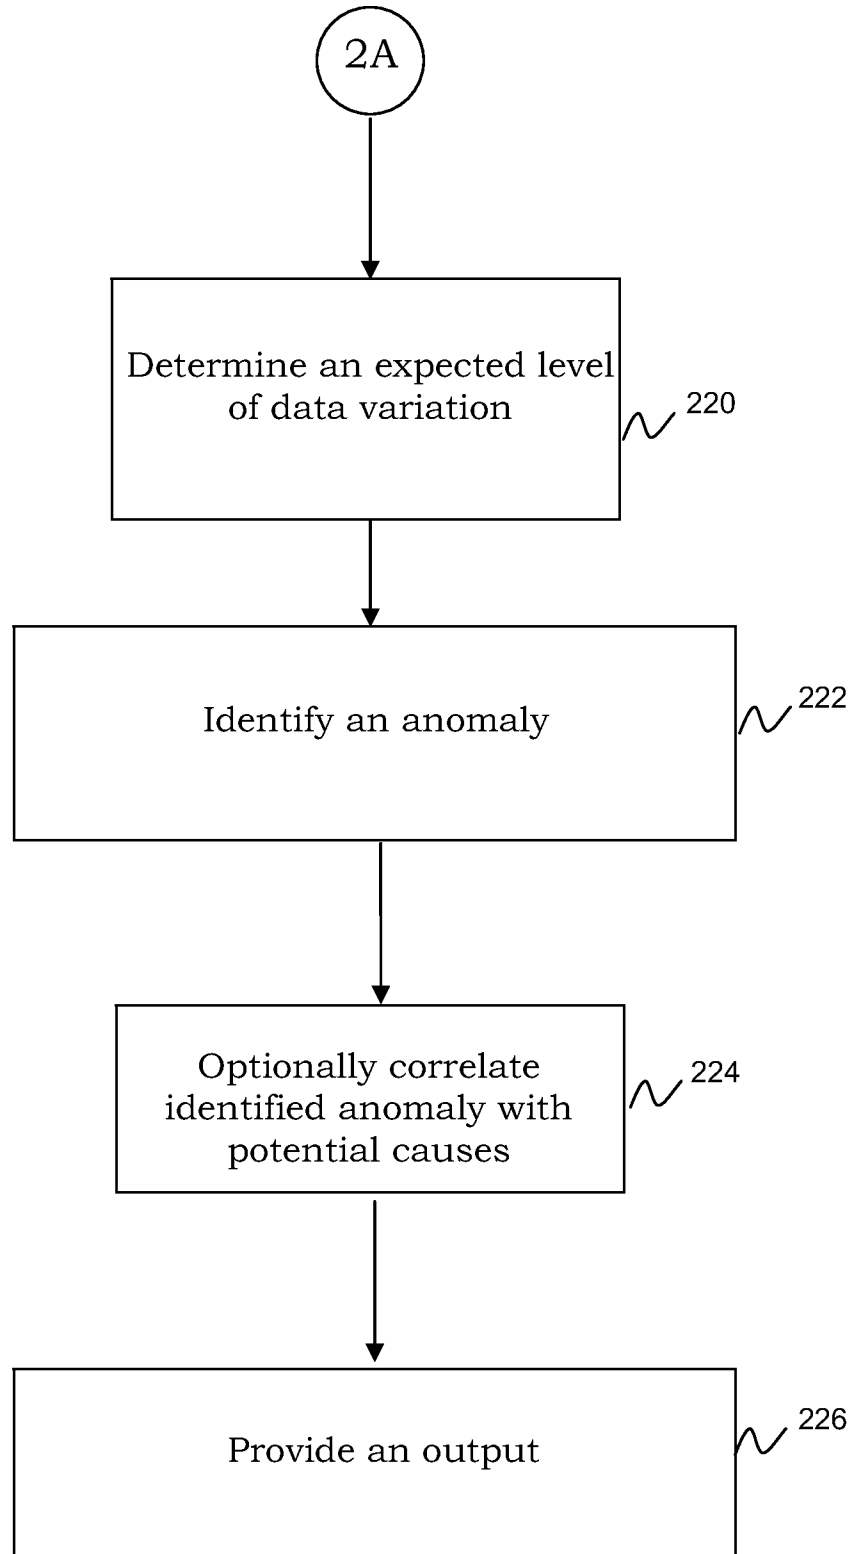 2A
Determine an expected level
of data variation
220
Identify an anomaly
222
Optionally correlate
identified anomaly with
potential causes
224
Provide an output
226